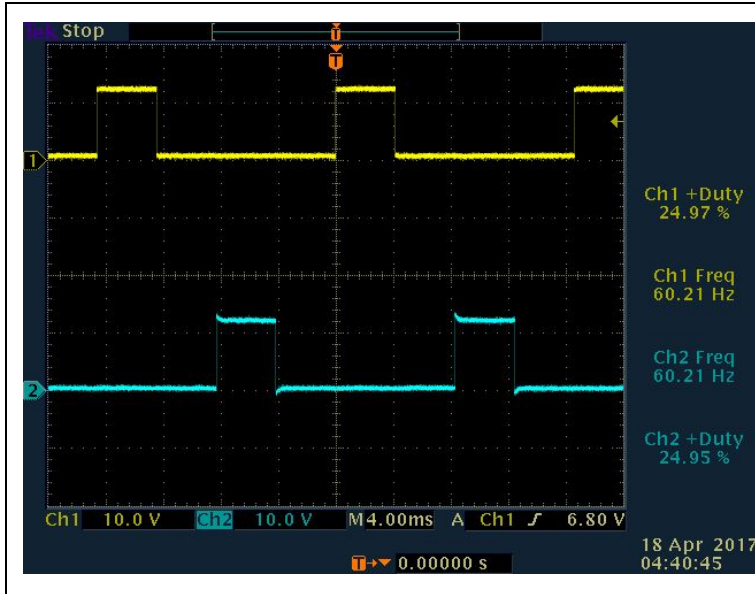 Tek Stop
T
T
1
Ch1 +Duty
24.97 %
Ch1 Freq
60.21 Hz
Ch2 Freq
60.21 Hz
2
Ch2 +Duty
24.95 %
Ch1 10.0 V Ch2 10.0 V M4.00ms A Ch1 6.80 V
18 Apr 2017
T 0.00000 s 04:40:45